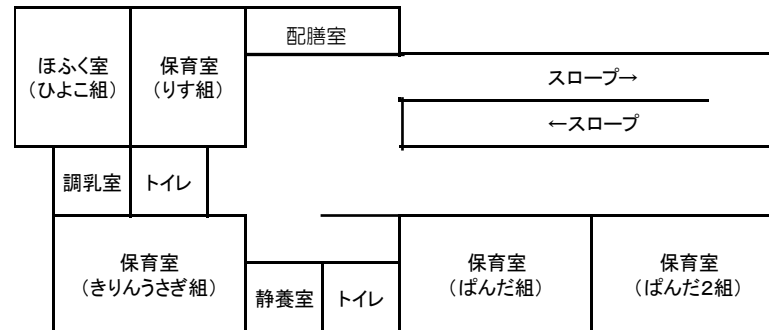 配膳室
ほふく室
（ひよこ組）
保育室
（りす組）
スロープ→
←スロープ
調乳室
トイレ
保育室
（きりんうさぎ組）
静養室
トイレ
保育室
（ぱんだ組）
保育室
（ぱんだ２組）